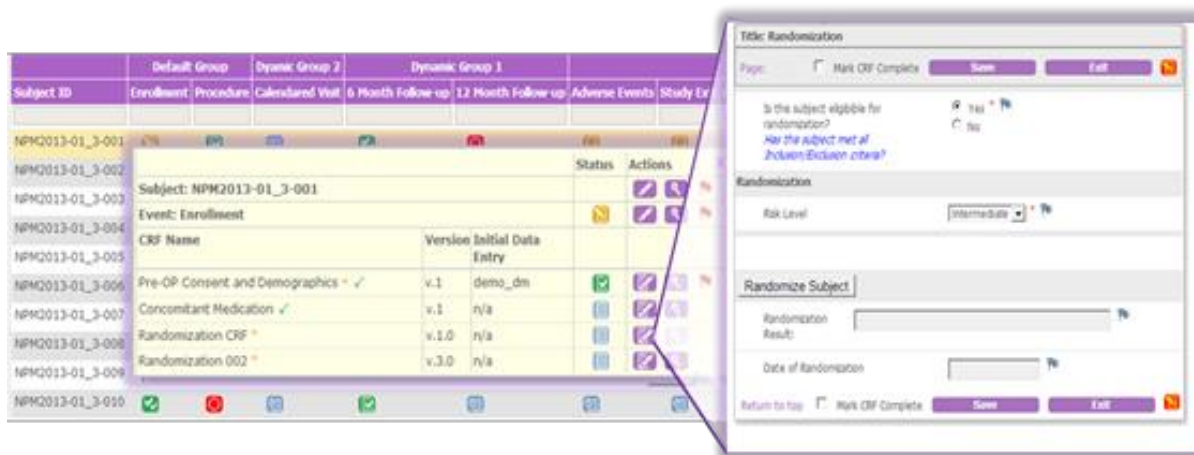 Default Group Dyamic Group 2 Dynamic Group 1
Subject ID Enrollment Procedure Calendared Visit 6 Month Follow-up 12 Month Follow-up Adverse Events Study
NPM2013-01_3-001
NPM2013-01_3-002
NPM2013-01_3-003
NPM2013-01_3-004
NPM2013-01_3-005
NPM2013-01_3-006
NPM2013-01_3-007
NPM2013-01_3-008
NPM2013-01_3-009
NPM2013-01_3-010
Status Actions
Subject: NPM2013-01_3-001
Event: Enrollment
CRF Name Version Initial Data
Entry
Pre-OP Consent and Demographics * ✓ v.1 demo_dm
Concomitant Medication ✓ v.1 n/a
Randomization CRF * v.1.0 n/a
Randomization 002 * v.3.0 n/a
Title: Randomization
Page: Mark CRF Complete Save Exit
Is the subject eligible for
randomization?
Yes *
No
Has the subject met all
Inclusion/Exclusion criteria?
Randomization
Risk Level Intermediate *
Randomize Subject
Randomization
Result:
Date of Randomization
Return to top Mark CRF Complete Save Exit